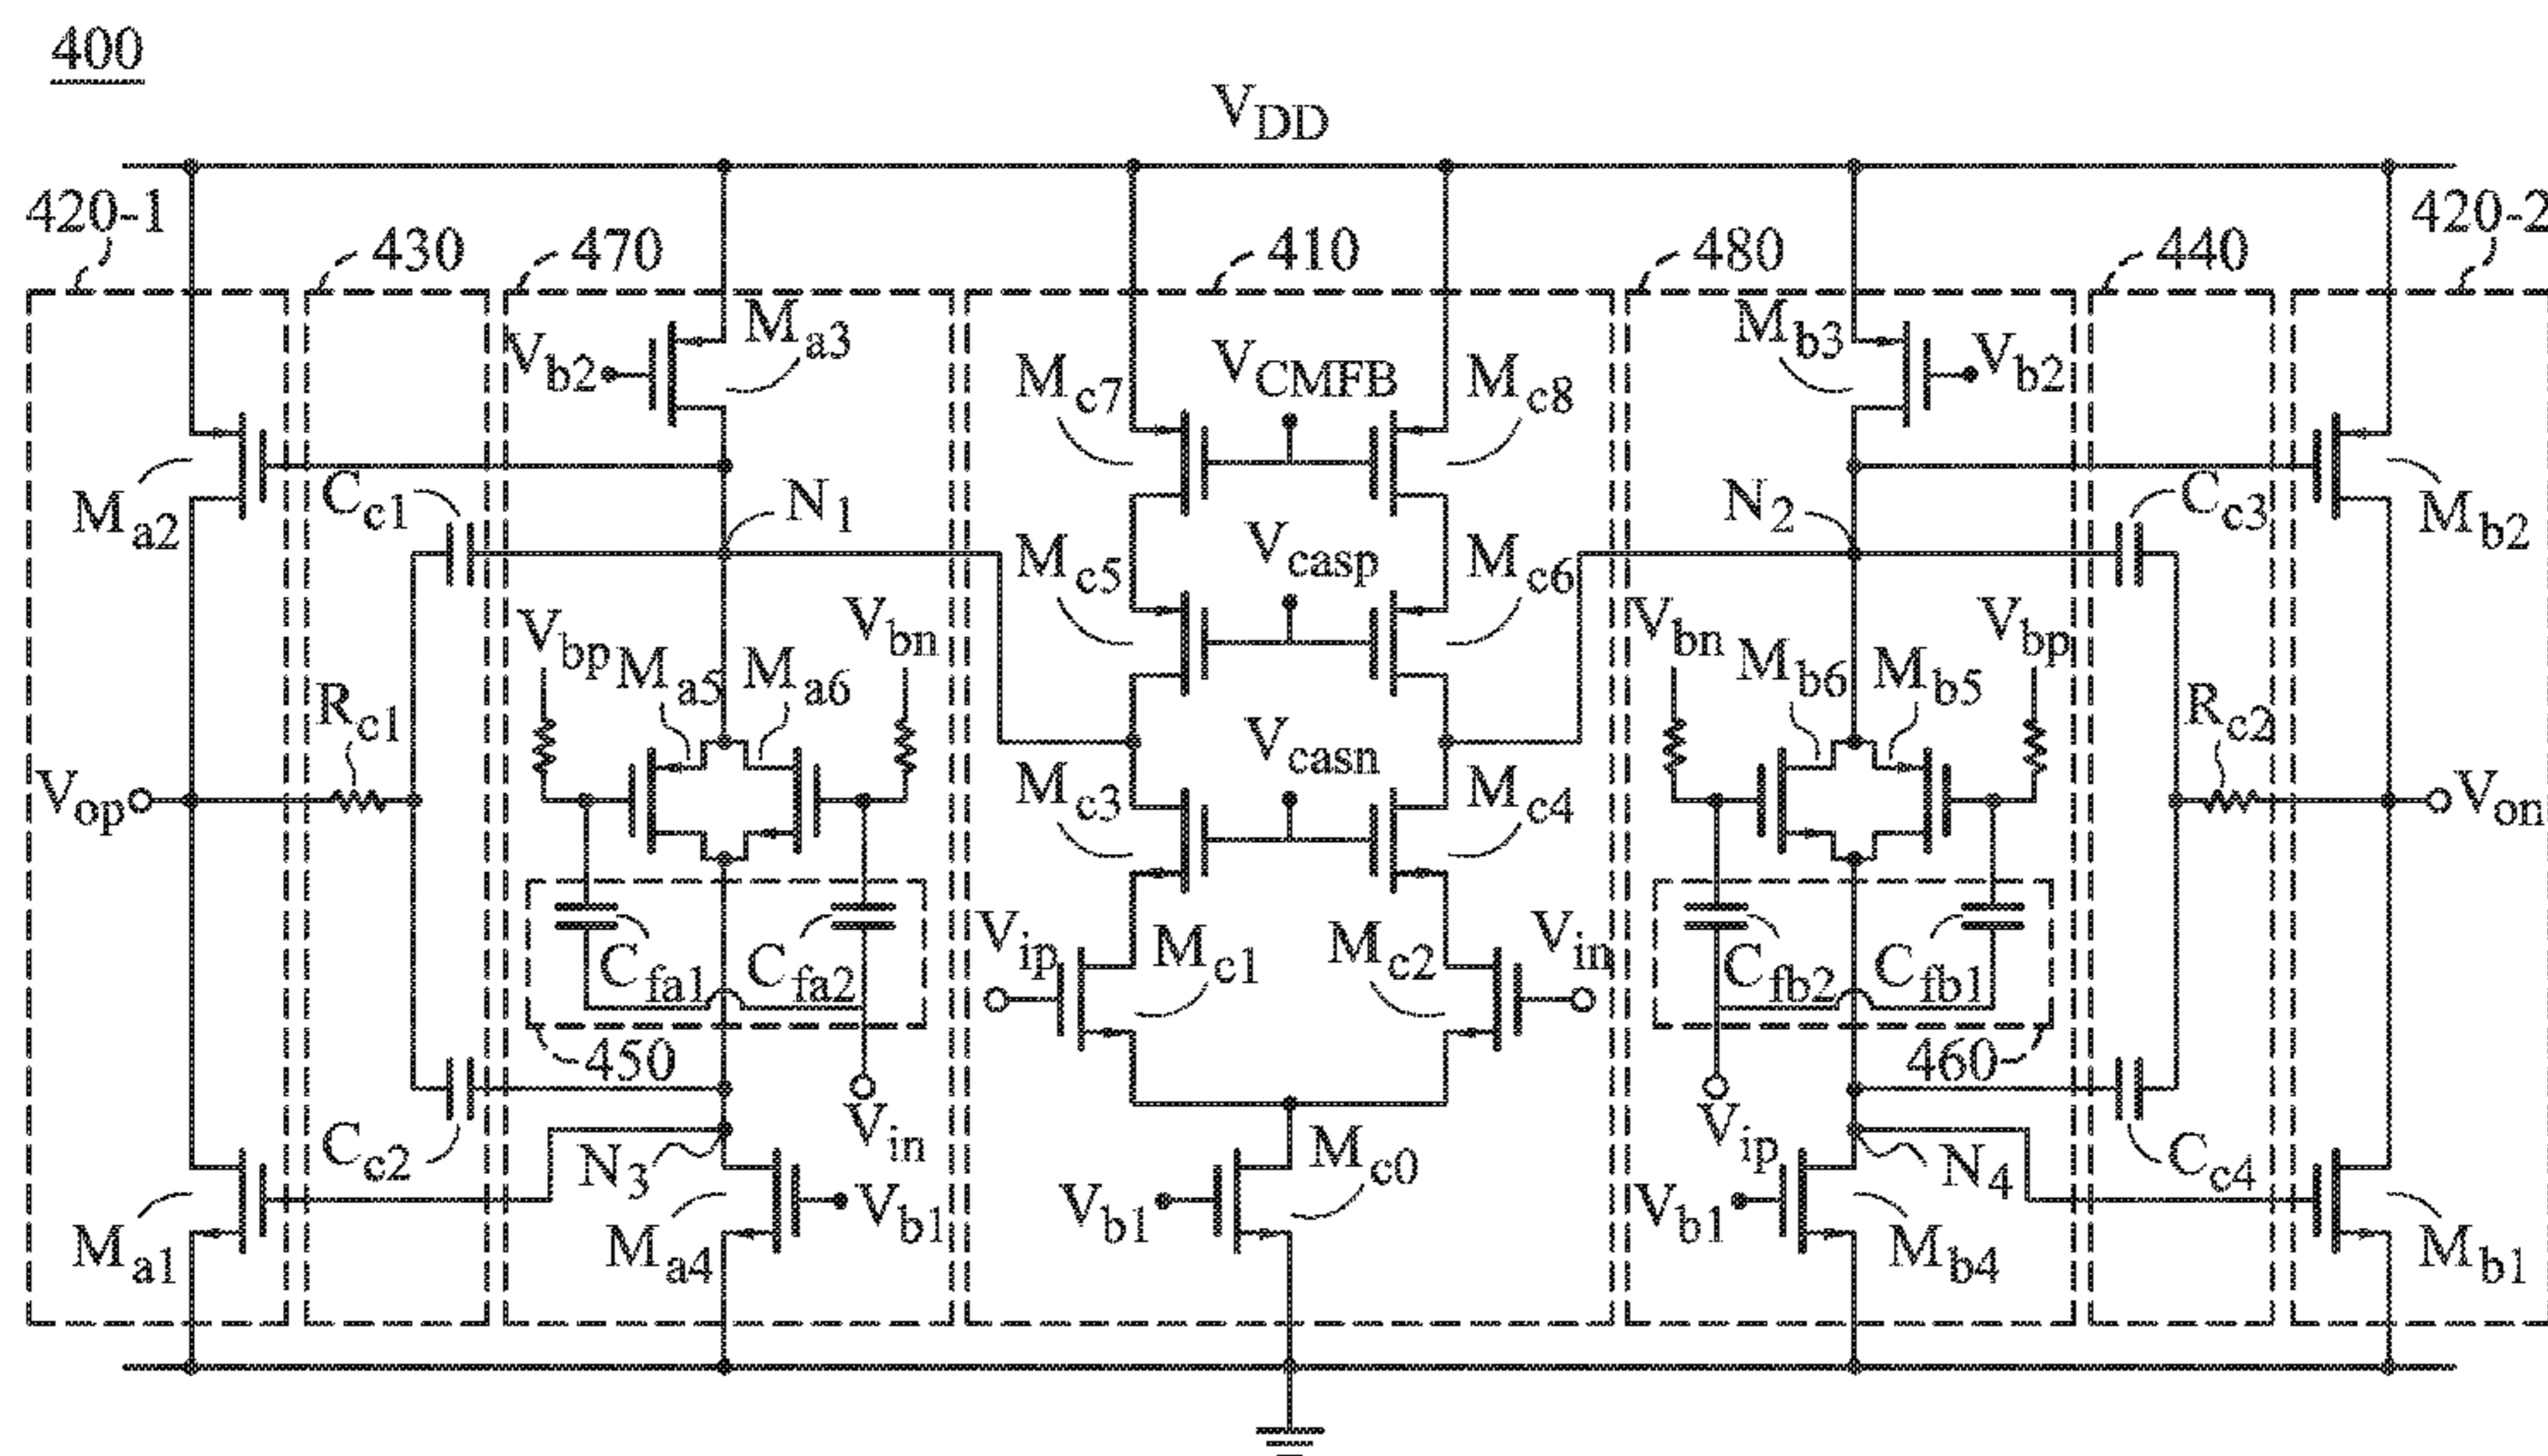 400
VDD
420-1
430
470
410
480
440
420-2
Vb2
Ma3
Mc7
VCMFB
Mc8
Mb3
Vb2
Ma2
Cc1
N1
Mc5
Vcasp
Mc6
N2
Cc3
Mb2
Vbp
Ma5
Ma6
Vbn
Vbn
Mb6
Mb5
Vbp
Rc1
Mc3
Vcasn
Mc4
Rc2
Vop
Von
Cfa1
Cfa2
Vip
Mc1
Mc2
Vin
Cfb2
Cfb1
450
460
Cc2
N3
Vin
Mc0
Vip
N4
Cc4
Ma1
Ma4
Vb1
Vb1
Vb1
Mb4
Mb1